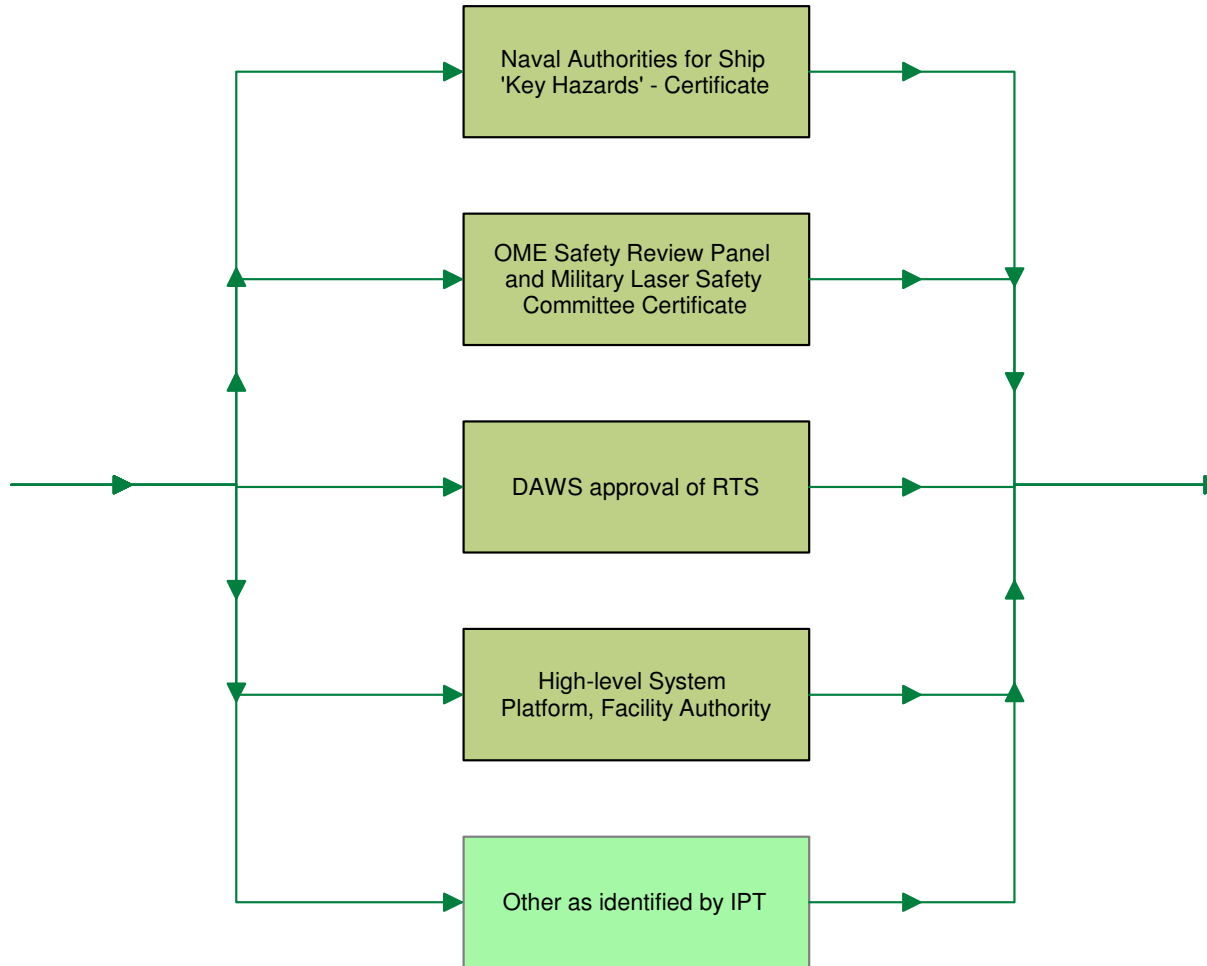 Naval Authorities for Ship
'Key Hazards' - Certificate
OME Safety Review Panel
and Military Laser Safety
Committee Certificate
DAWS approval of RTS
High-level System
Platform, Facility Authority
Other as identified by IPT